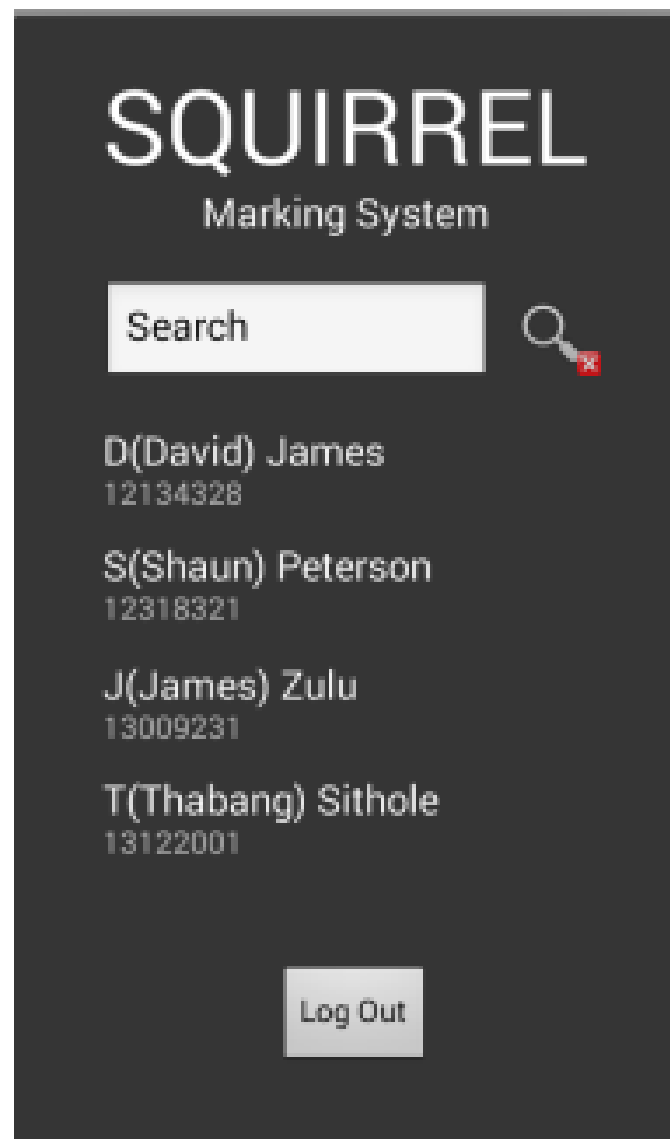 SQUIRREL
Marking System
Search
D(David) James
12134328
S(Shaun) Peterson
12318321
J(James) Zulu
13009231
T(Thabang) Sithole
13122001
Log Out